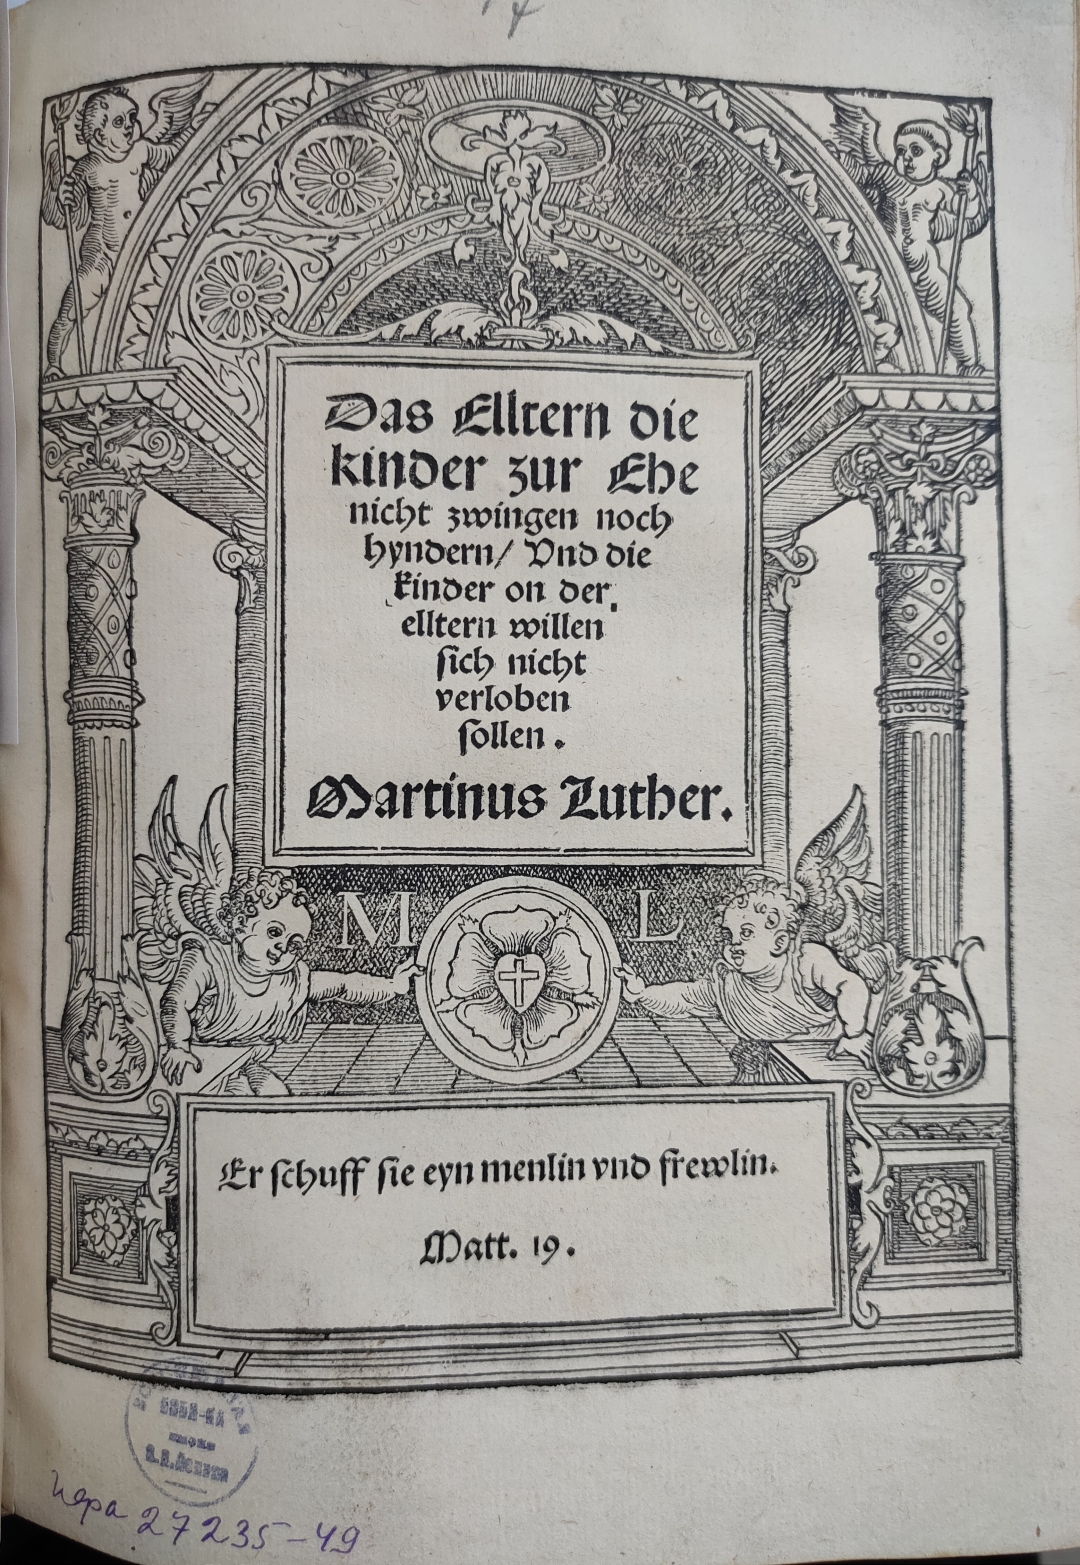 Das Elltern die
kinder zur Ehe
nicht zwingen noch
hyndern/ Vnd die
kinder on der
elltern willen
sich nicht
verloben
sollen.
Martinus Luther.
M L
Er schuff sie eyn menlin vnd frewlin.
Matt. 19.
27235-49